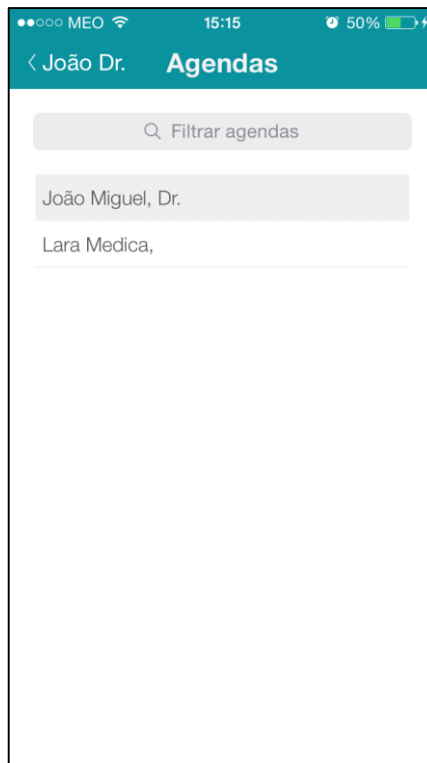 MEO 15:15 50%
João Dr. Agendas
Filtrar agendas
João Miguel, Dr.
Lara Medica,